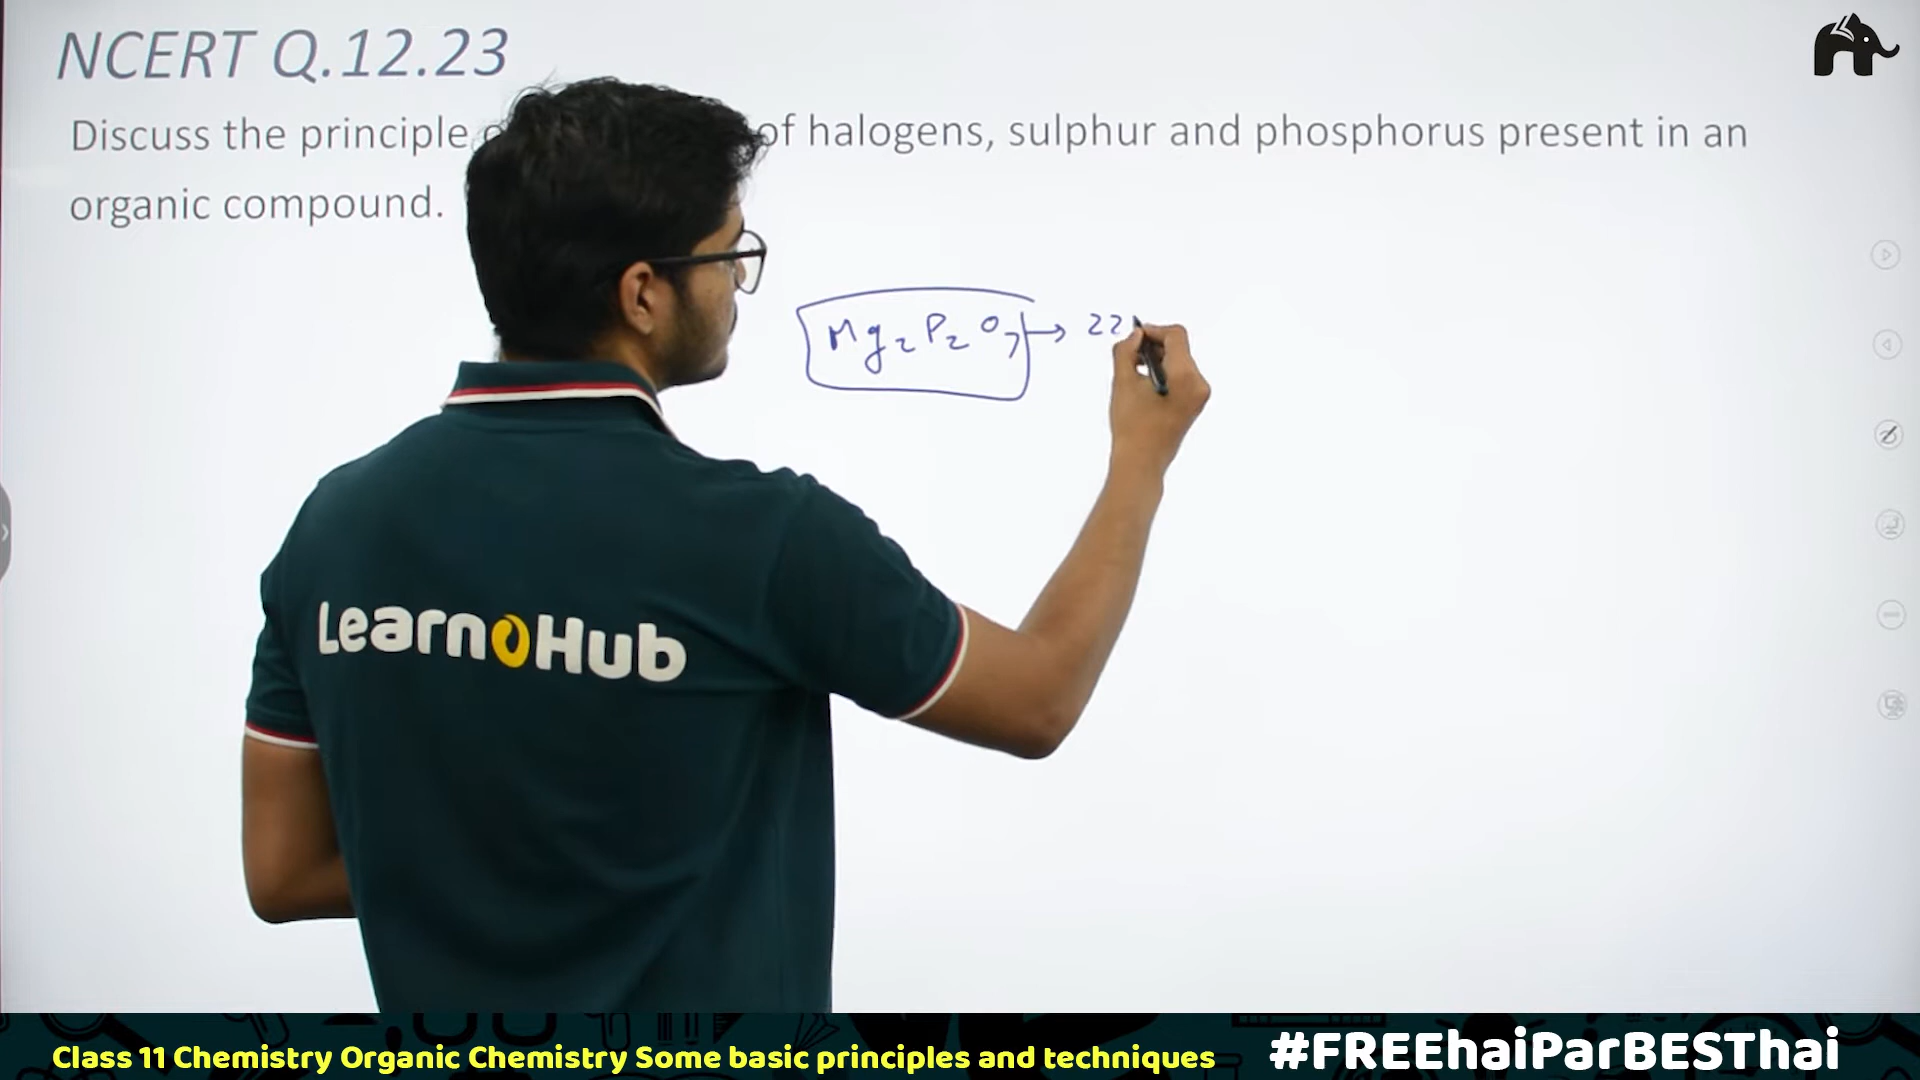 NCERT Q.12.23
Discuss the principle of halogens, sulphur and phosphorus present in an
organic compound.
Mg₂P₂O₇ → 22
LearnoHub
Class 11 Chemistry Organic Chemistry Some basic principles and techniques
#FREEhaiParBESThai